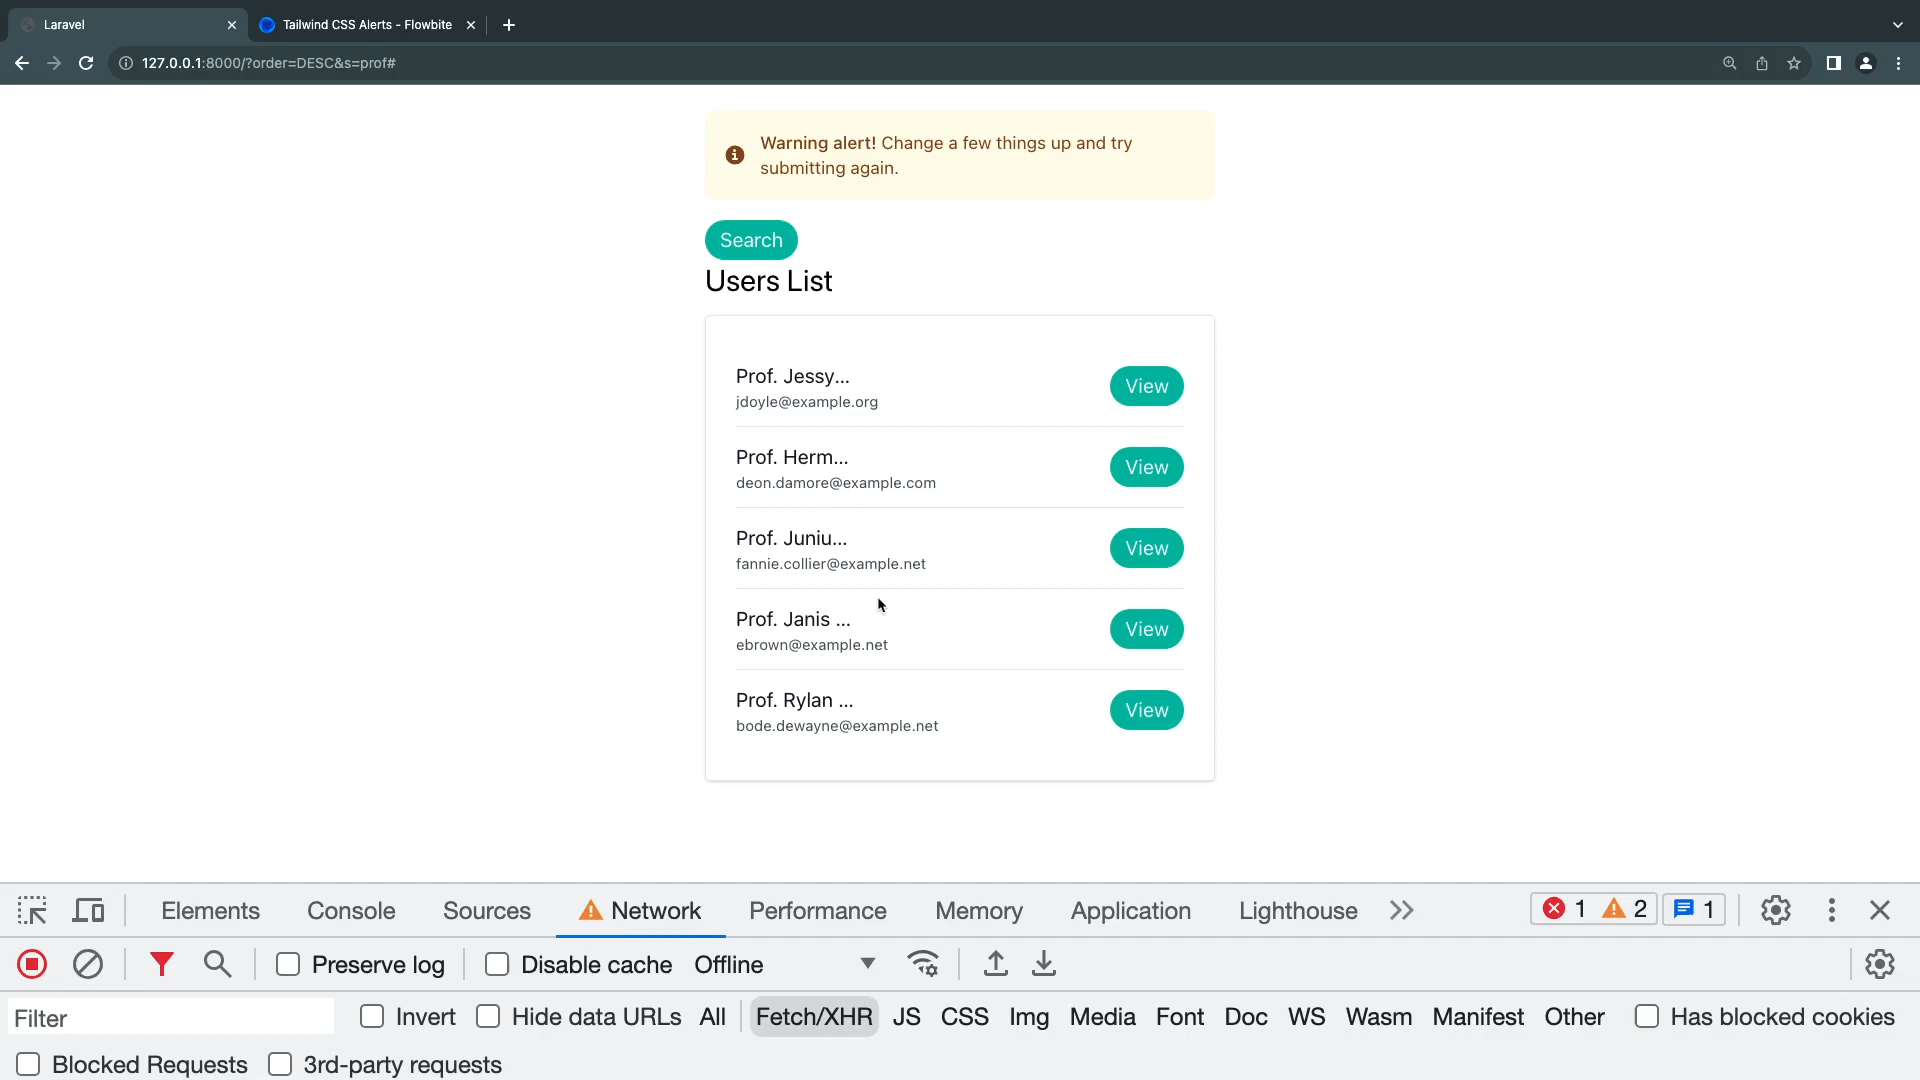 Laravel
Tailwind CSS Alerts - Flowbite
127.0.0.1:8000/?order=DESC&s=prof#
Warning alert! Change a few things up and try
submitting again.
Search
Users List
Prof. Jessy...
jdoyle@example.org
View
Prof. Herm...
deon.damore@example.com
View
Prof. Juniu...
fannie.collier@example.net
View
Prof. Janis ...
ebrown@example.net
View
Prof. Rylan ...
bode.dewayne@example.net
View
Elements Console Sources Network Performance Memory Application Lighthouse 1 2 1
Preserve log Disable cache Offline
Filter Invert Hide data URLs All Fetch/XHR JS CSS Img Media Font Doc WS Wasm Manifest Other Has blocked cookies
Blocked Requests 3rd-party requests